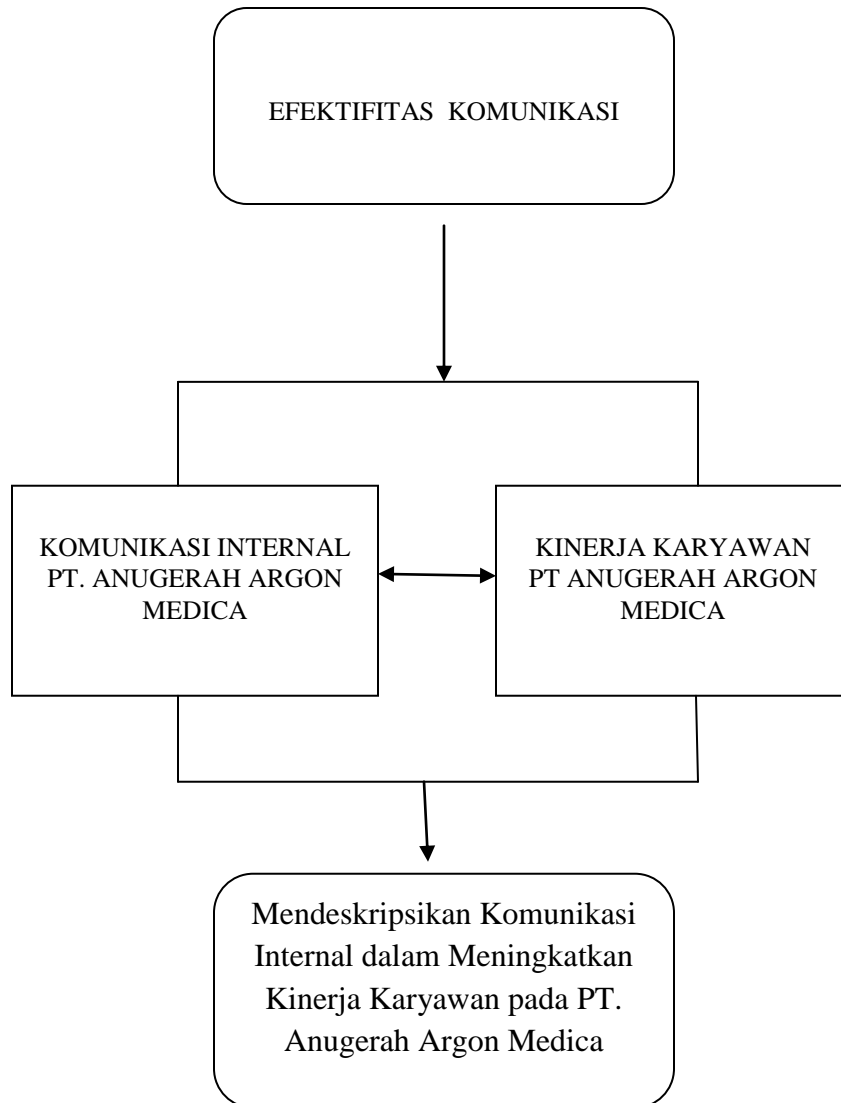 EFEKTIFITAS KOMUNIKASI
KOMUNIKASI INTERNAL
PT. ANUGERAH ARGON
MEDICA
KINERJA KARYAWAN
PT ANUGERAH ARGON
MEDICA
Mendeskripsikan Komunikasi
Internal dalam Meningkatkan
Kinerja Karyawan pada PT.
Anugerah Argon Medica